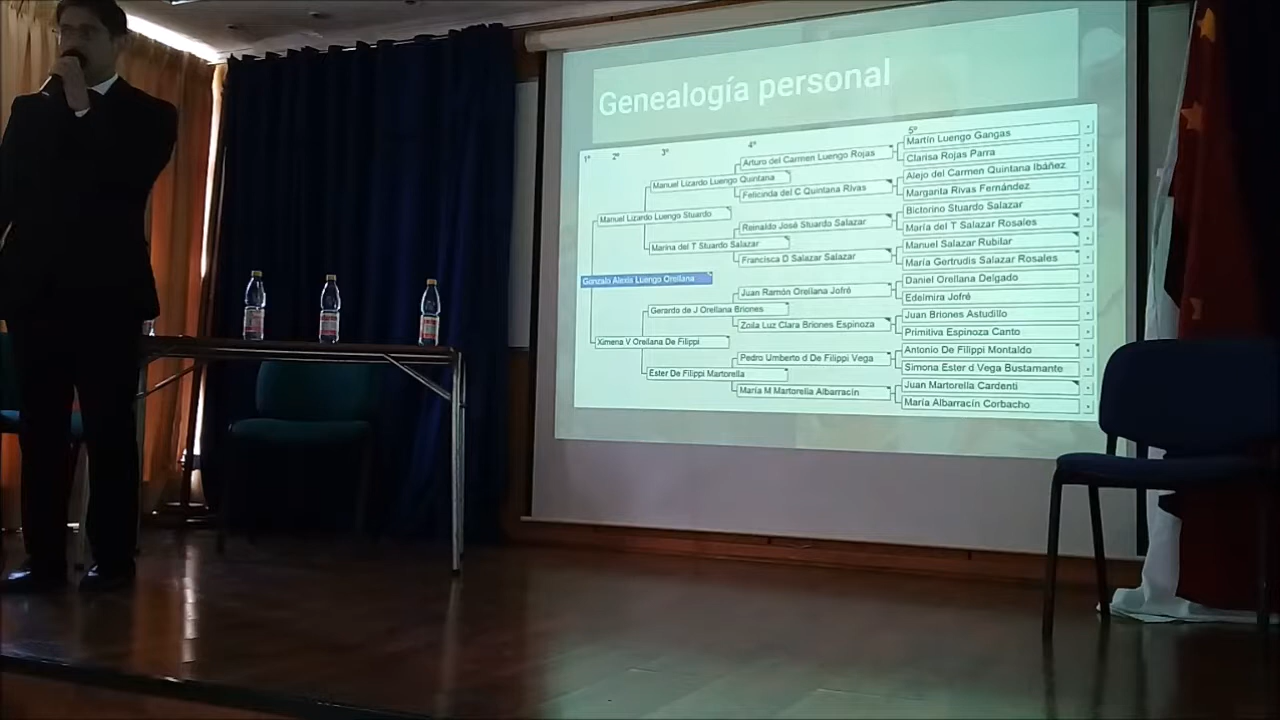 Genealogía personal
1º 2º 3º 4º 5º
Martín Luengo Gangas
Arturo del Carmen Luengo Rojas
Clarisa Rojas Parra
Manuel Lizardo Luengo Quintana
Alejo del Carmen Quintana Ibáñez
Felicinda del C Quintana Rivas
Margarita Rivas Fernández
Manuel Lizardo Luengo Stuardo
Bictorino Stuardo Salazar
Reinaldo José Stuardo Salazar
María del T Salazar Rosales
Marina del T Stuardo Salazar
Manuel Salazar Rubilar
Francisca D Salazar Salazar
María Gertrudis Salazar Rosales
Gonzalo Alexis Luengo Orellana
Daniel Orellana Delgado
Juan Ramón Orellana Jofré
Edelmira Jofré
Gerardo de J Orellana Briones
Juan Briones Astudillo
Zoila Luz Clara Briones Espinoza
Primitiva Espinoza Canto
Ximena V Orellana De Filippi
Antonio De Filippi Montaldo
Pedro Umberto d De Filippi Vega
Simona Ester d Vega Bustamante
Ester De Filippi Martorella
Juan Martorella Cardenti
María M Martorella Albarracín
María Albarracín Corbacho